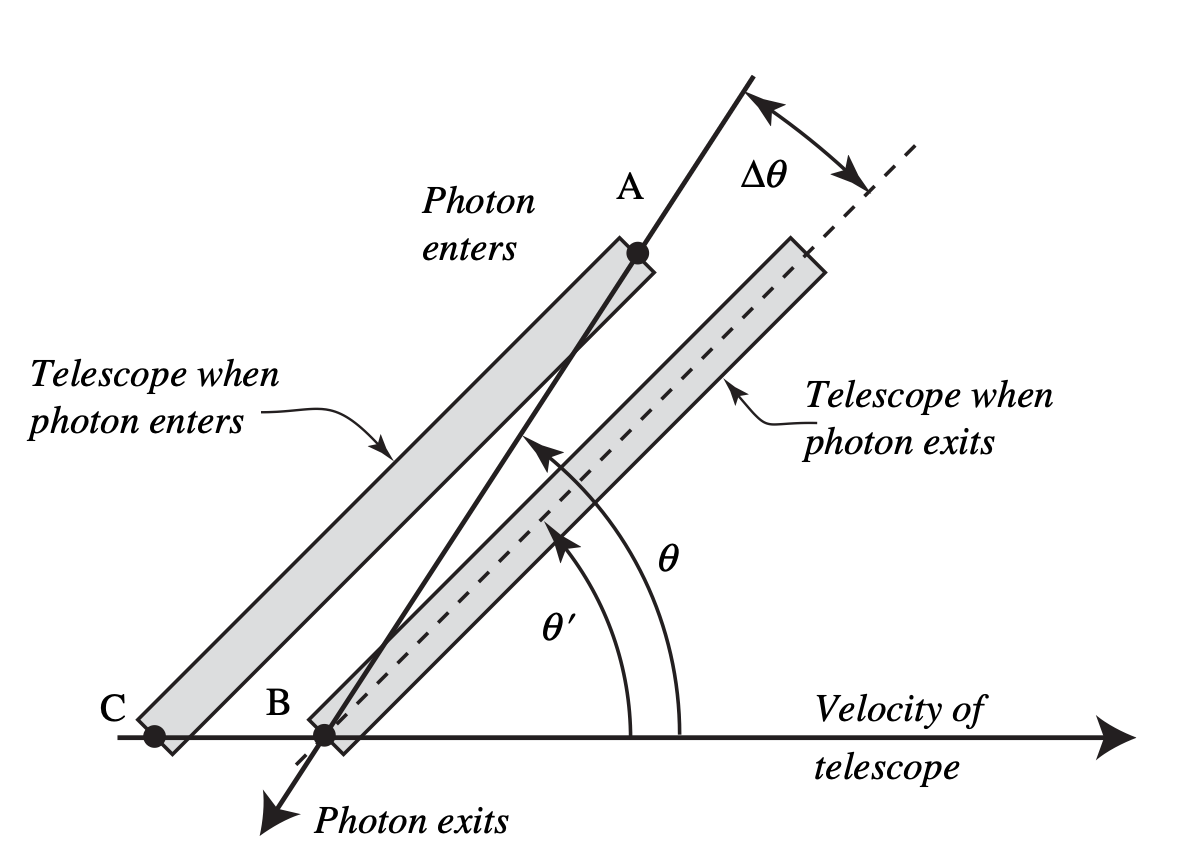 A
Δθ
Photon
enters
Telescope when
photon enters
Telescope when
photon exits
θ
θ′
C
B
Velocity of
telescope
Photon exits